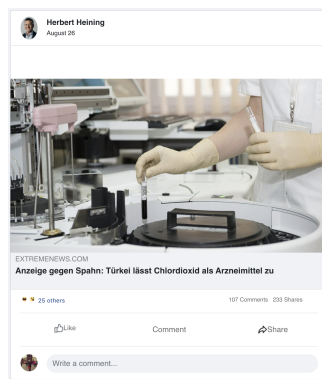 Herbert Heining
August 26
EXTREMENEWS.COM
Anzeige gegen Spahn: Türkei lässt Chlordioxid als Arzneimittel zu
25 others
107 Comments 233 Shares
Like
Comment
Share
Write a comment...